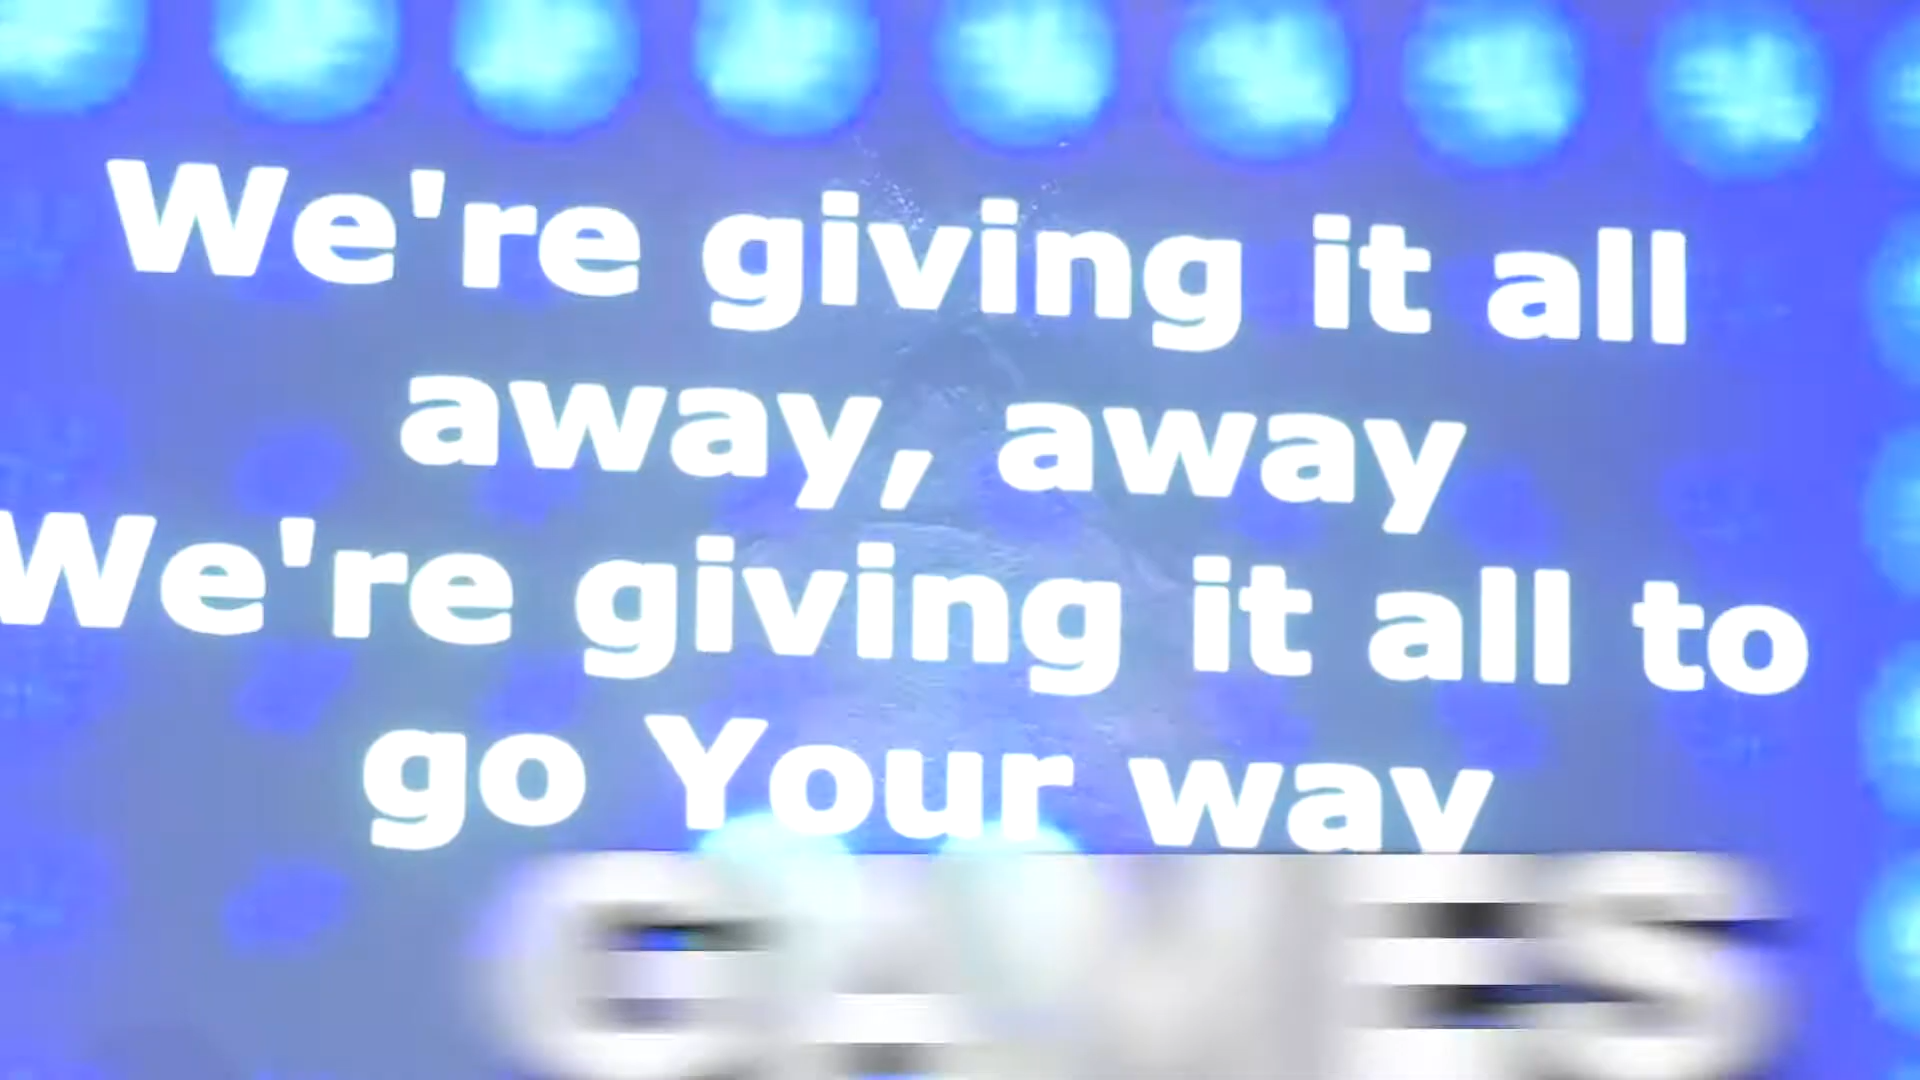 We're giving it all
away, away
We're giving it all to
go Your way